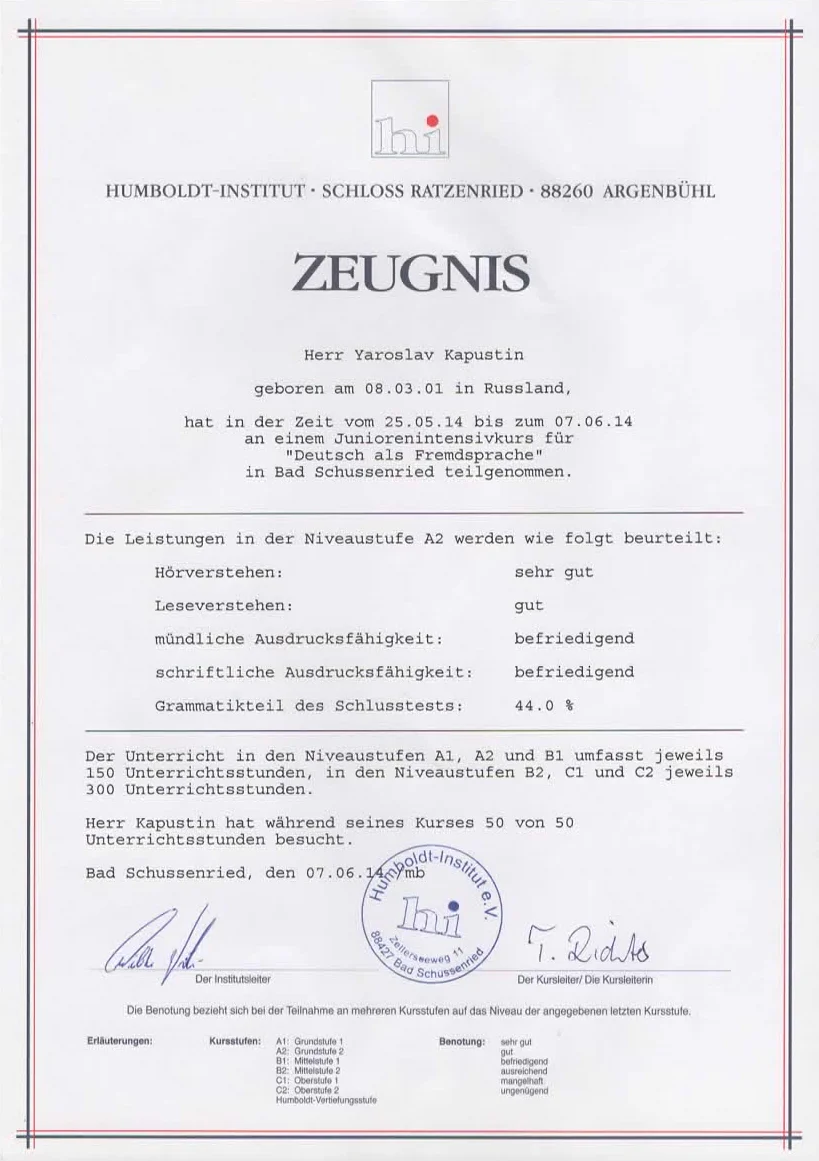 hi
HUMBOLDT-INSTITUT · SCHLOSS RATZENRIED · 88260 ARGENBÜHL
ZEUGNIS
Herr Yaroslav Kapustin
geboren am 08.03.01 in Russland,
hat in der Zeit vom 25.05.14 bis zum 07.06.14
an einem Juniorenintensivkurs für
"Deutsch als Fremdsprache"
in Bad Schussenried teilgenommen.
Die Leistungen in der Niveaustufe A2 werden wie folgt beurteilt:
Hörverstehen: sehr gut
Leseverstehen: gut
mündliche Ausdrucksfähigkeit: befriedigend
schriftliche Ausdrucksfähigkeit: befriedigend
Grammatikteil des Schlusstests: 44.0 %
Der Unterricht in den Niveaustufen A1, A2 und B1 umfasst jeweils
150 Unterrichtsstunden, in den Niveaustufen B2, C1 und C2 jeweils
300 Unterrichtsstunden.
Herr Kapustin hat während seines Kurses 50 von 50
Unterrichtsstunden besucht.
Bad Schussenried, den 07.06.14/mb
Humboldt-Institut e.V.
hi
Zellerseeweg 11
88427 Bad Schussenried
Der Institutsleiter
Der Kursleiter/ Die Kursleiterin
Die Benotung bezieht sich bei der Teilnahme an mehreren Kursstufen auf das Niveau der angegebenen letzten Kursstufe.
Erläuterungen: Kursstufen: A1: Grundstufe 1 Benotung: sehr gut
A2: Grundstufe 2 gut
B1: Mittelstufe 1 befriedigend
B2: Mittelstufe 2 ausreichend
C1: Oberstufe 1 mangelhaft
C2: Oberstufe 2 ungenügend
Humboldt-Vertiefungsstufe